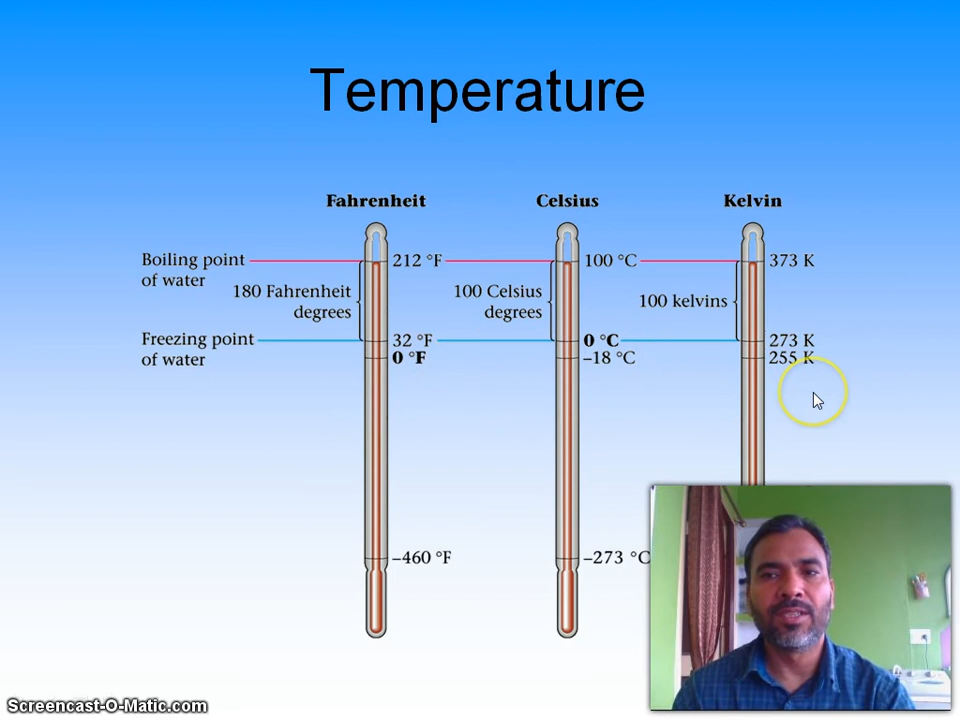 Temperature
Fahrenheit Celsius Kelvin
Boiling point of water
212 °F 100 °C 373 K
180 Fahrenheit degrees
100 Celsius degrees
100 kelvins
Freezing point of water
32 °F 0 °C 273 K
0 °F –18 °C 255 K
–460 °F –273 °C
Screencast-O-Matic.com